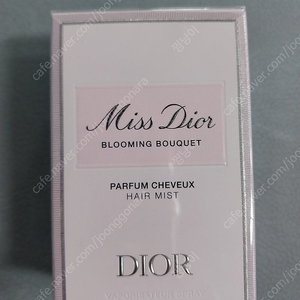 Miss Dior
BLOOMING BOUQUET
PARFUM CHEVEUX
HAIR MIST
DIOR